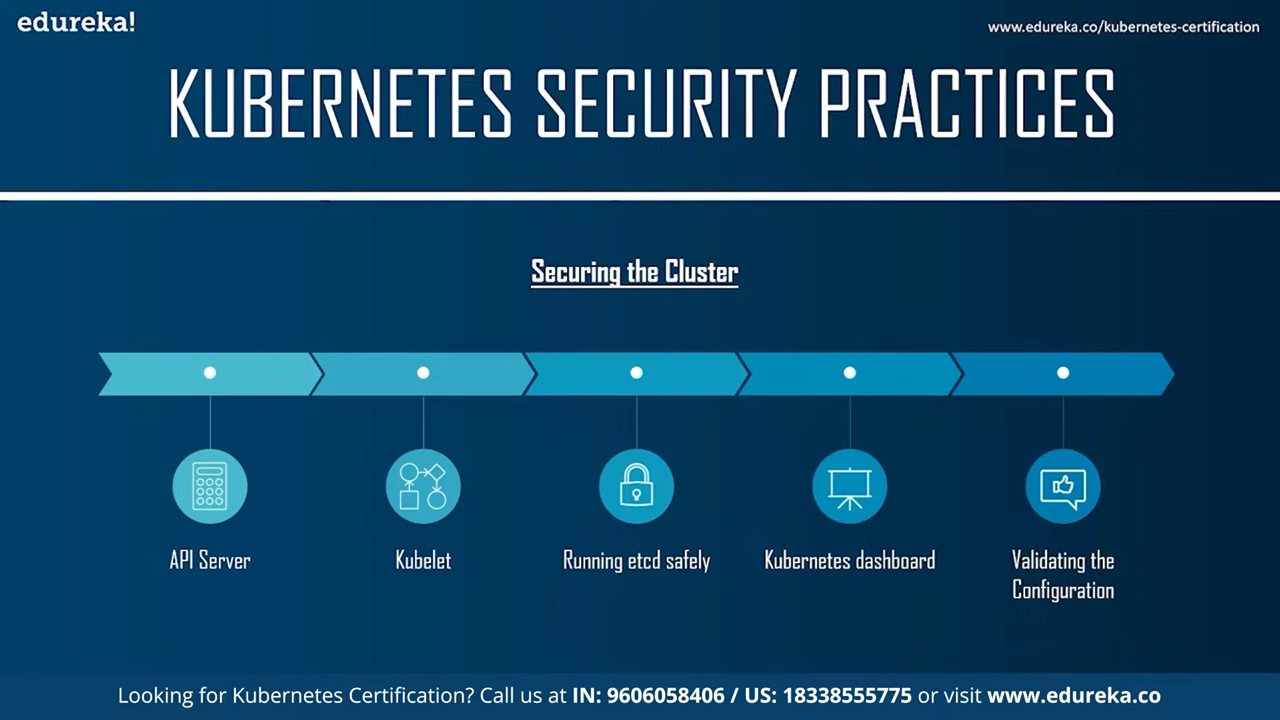 edureka!
www.edureka.co/kubernetes-certification
KUBERNETES SECURITY PRACTICES
Securing the Cluster
API Server
Kubelet
Running etcd safely
Kubernetes dashboard
Validating the
Configuration
Looking for Kubernetes Certification? Call us at IN: 9606058406 / US: 18338555775 or visit www.edureka.co